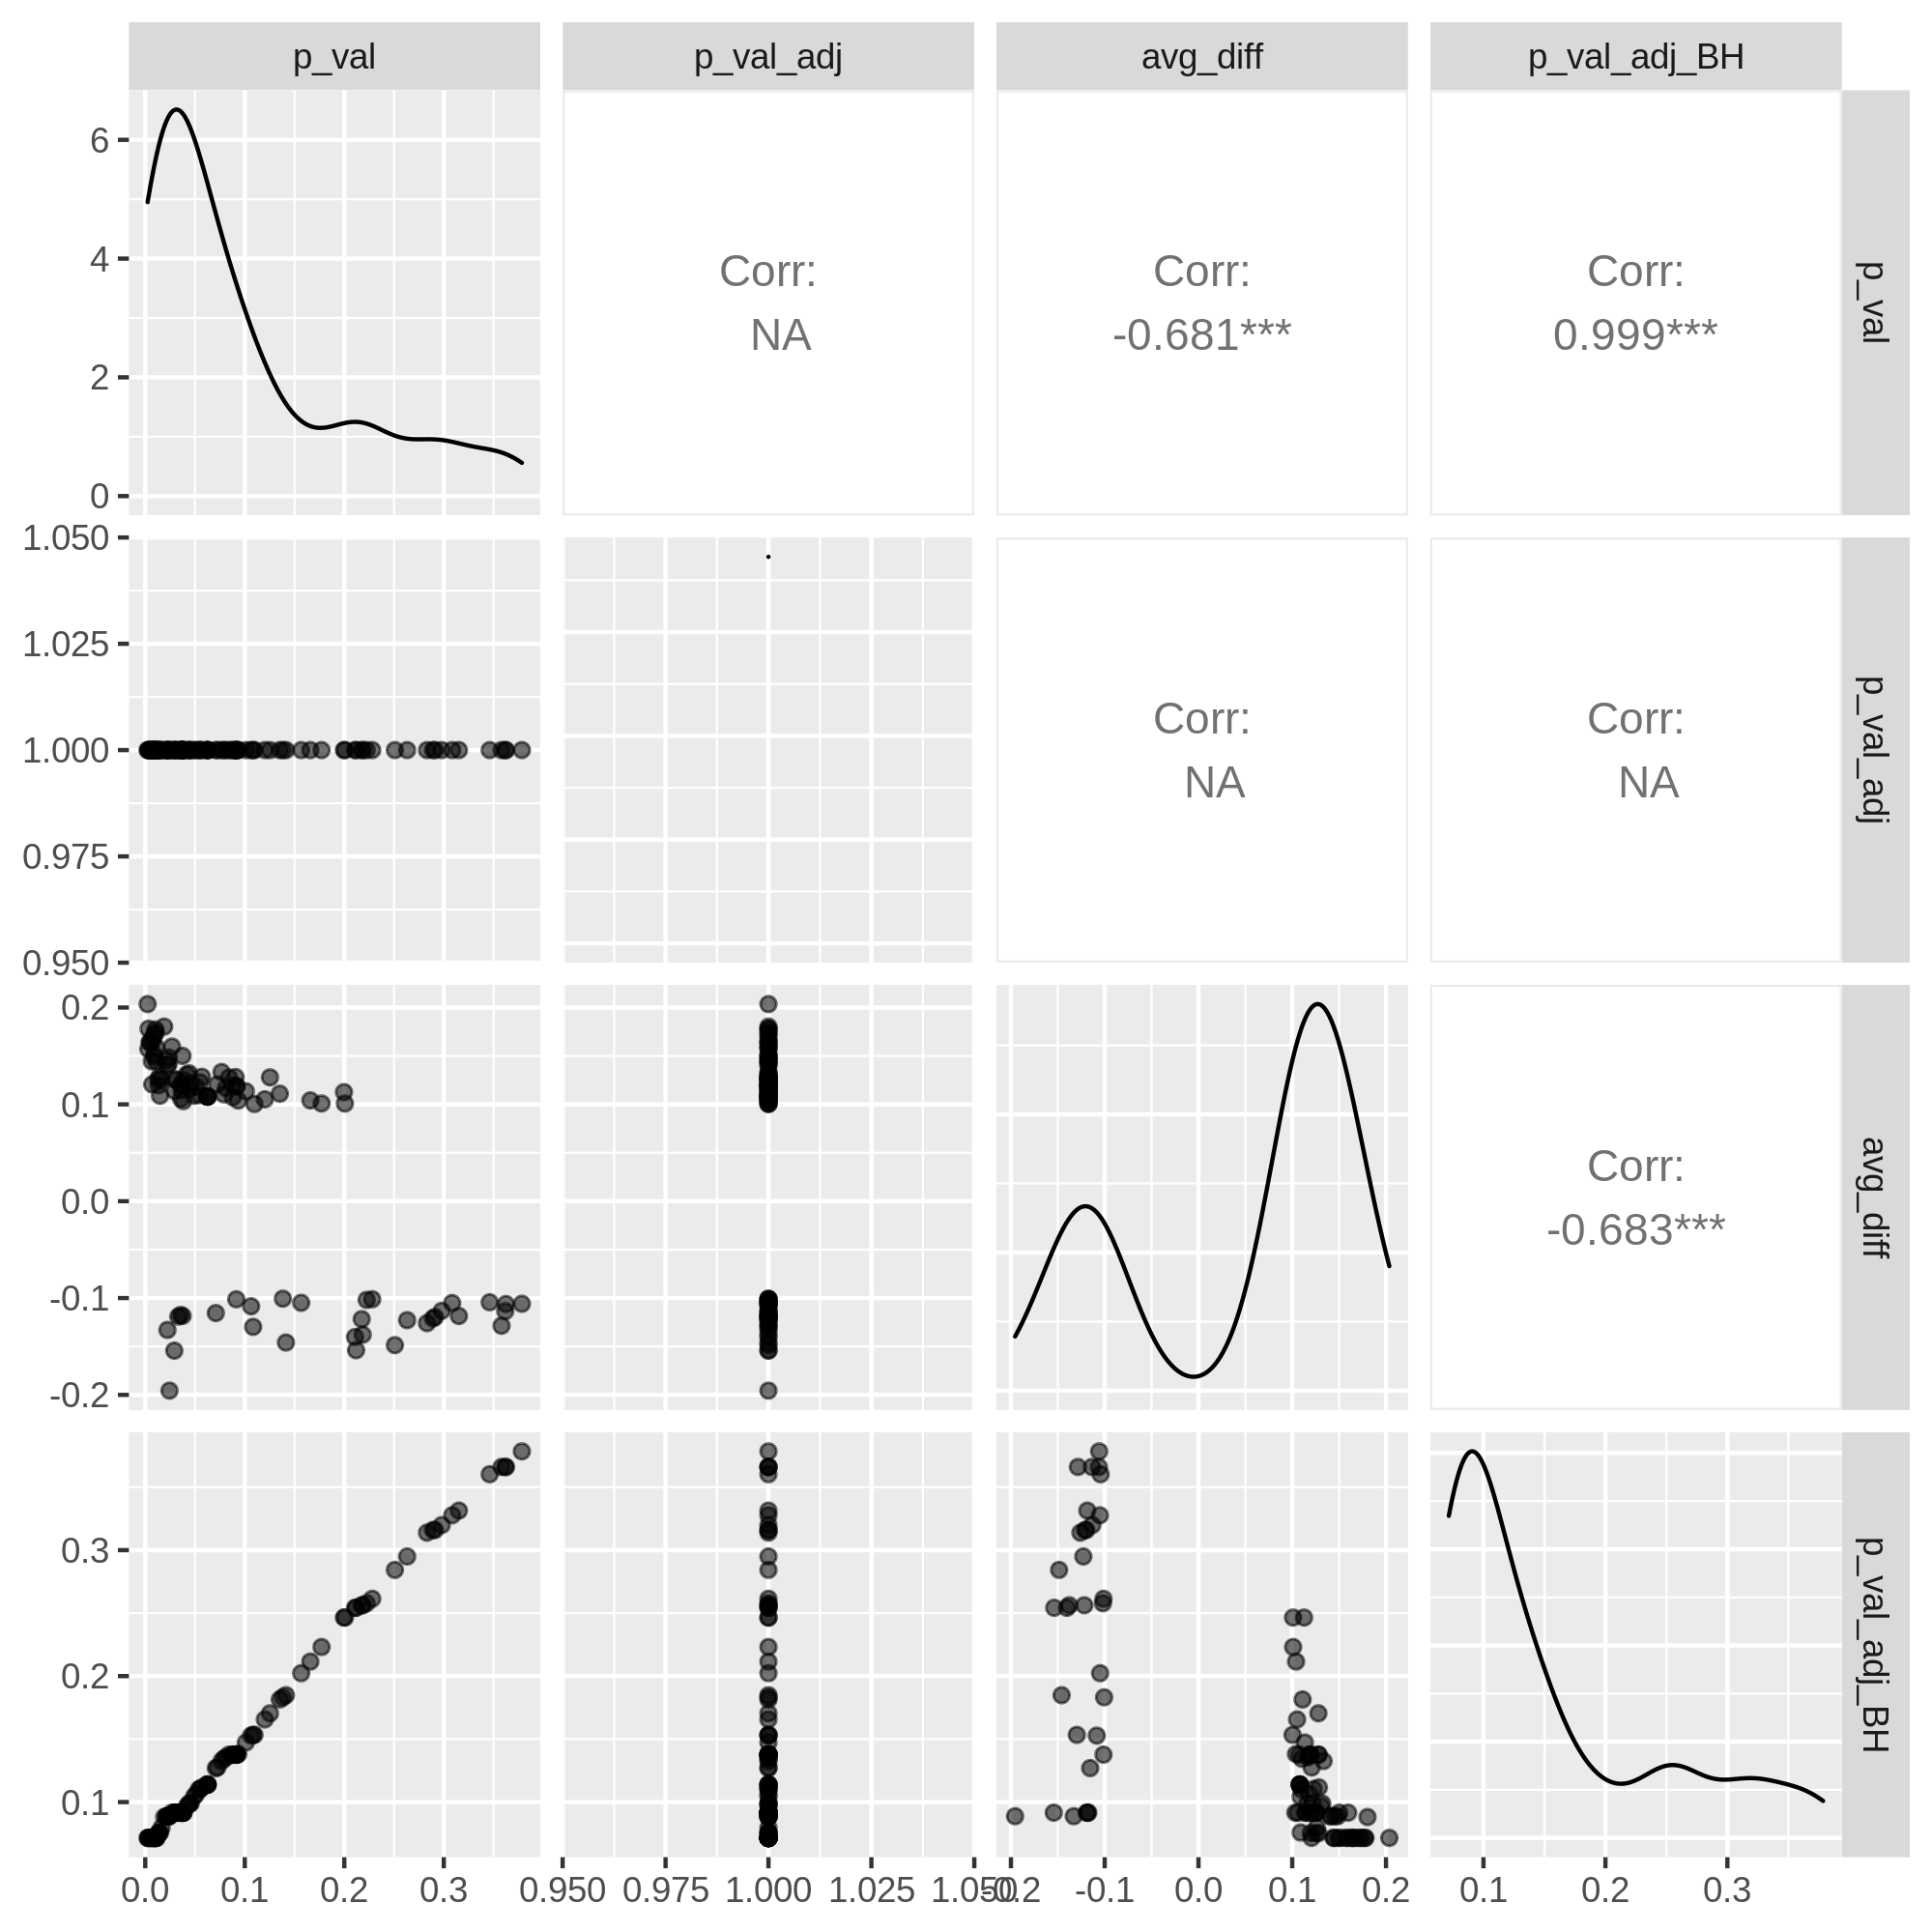 p_val
p_val_adj
avg_diff
p_val_adj_BH
6
4
2
0
Corr:
NA
Corr:
-0.681***
Corr:
0.999***
p_val
1.050
1.025
1.000
0.975
0.950
Corr:
NA
Corr:
NA
p_val_adj
0.2
0.1
0.0
-0.1
-0.2
Corr:
-0.683***
avg_diff
0.3
0.2
0.1
p_val_adj_BH
0.0 0.1 0.2 0.3
0.950 0.975 1.000 1.025 1.050
-0.2 -0.1 0.0 0.1 0.2
0.1 0.2 0.3